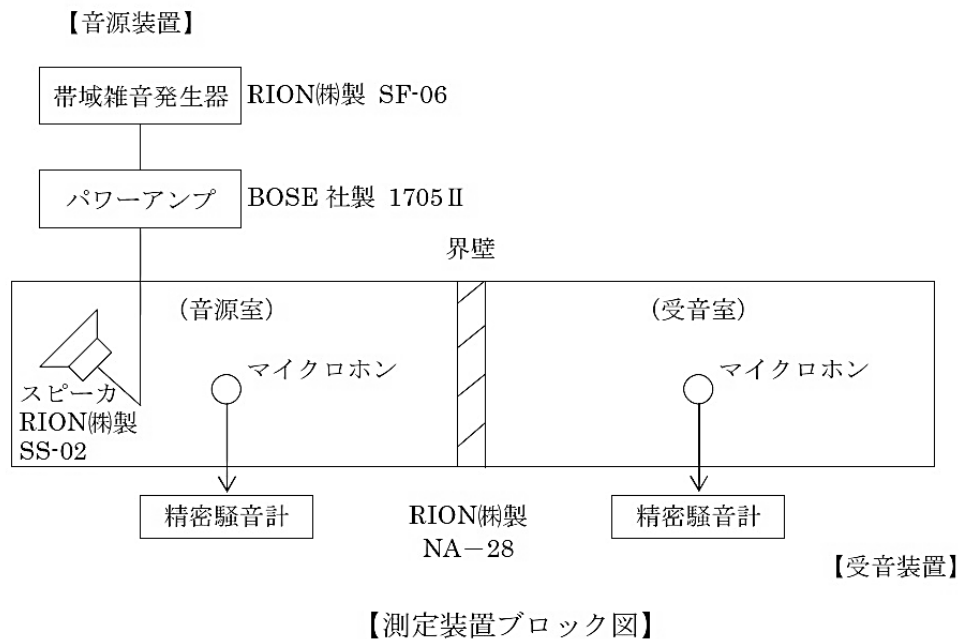 【音源装置】
帯域雑音発生器 RION㈱製 SF-06
パワーアンプ BOSE 社製 1705Ⅱ
界壁
(音源室)
(受音室)
マイクロホン
マイクロホン
スピーカ
RION㈱製
SS-02
精密騒音計
RION㈱製
NA-28
精密騒音計
【受音装置】
【測定装置ブロック図】